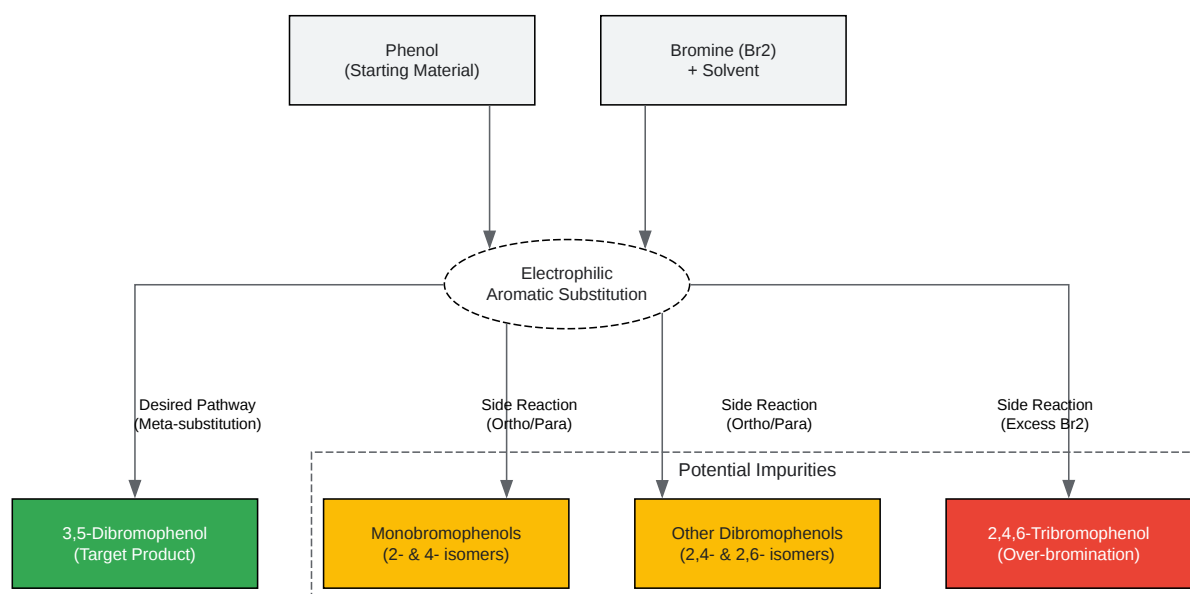 Phenol
(Starting Material)
Bromine (Br2)
+ Solvent
Electrophilic
Aromatic Substitution
Desired Pathway
(Meta-substitution)
Side Reaction
(Ortho/Para)
Side Reaction
(Ortho/Para)
Side Reaction
(Excess Br2)
Potential Impurities
3,5-Dibromophenol
(Target Product)
Monobromophenols
(2- & 4- isomers)
Other Dibromophenols
(2,4- & 2,6- isomers)
2,4,6-Tribromophenol
(Over-bromination)